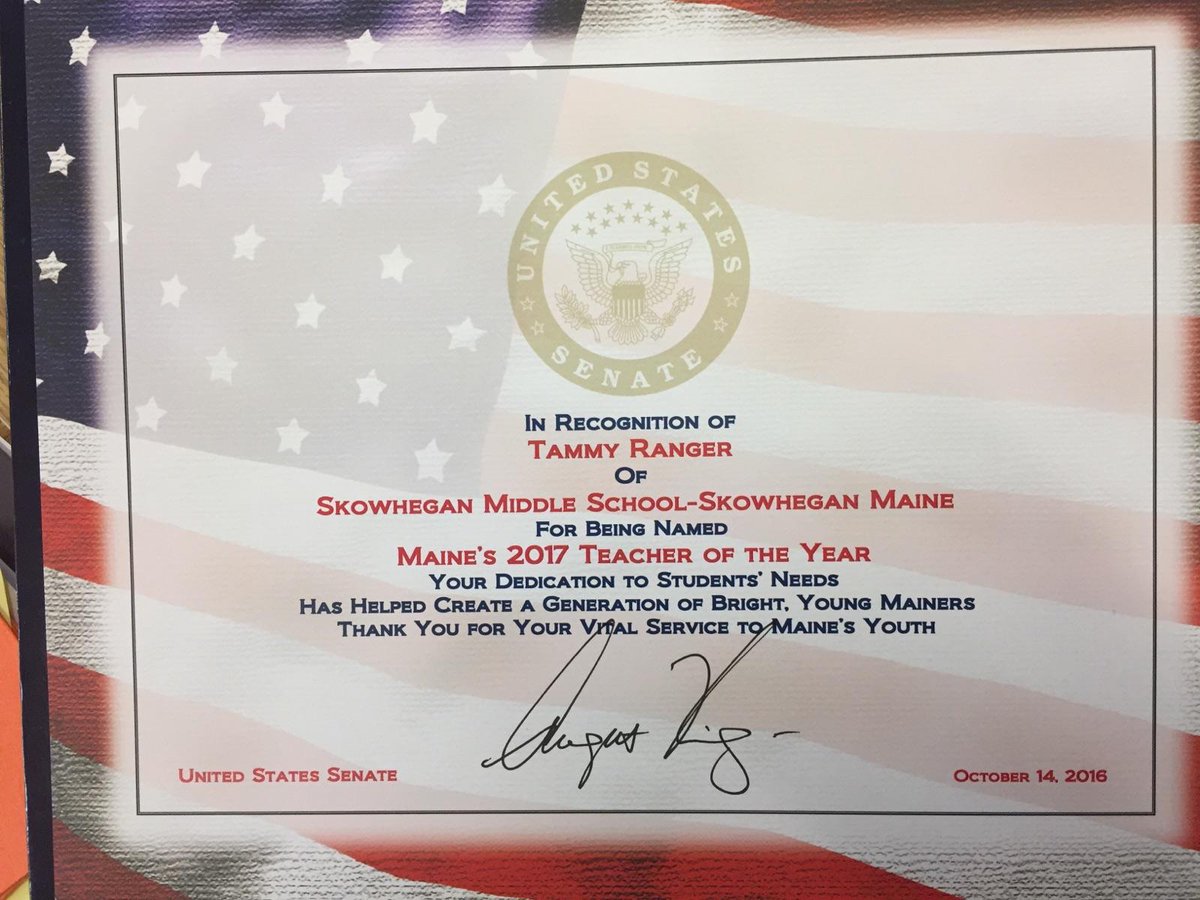 UNITED STATES
SENATE
IN RECOGNITION OF
TAMMY RANGER
OF
SKOWHEGAN MIDDLE SCHOOL-SKOWHEGAN MAINE
FOR BEING NAMED
MAINE'S 2017 TEACHER OF THE YEAR
YOUR DEDICATION TO STUDENTS' NEEDS
HAS HELPED CREATE A GENERATION OF BRIGHT, YOUNG MAINERS
THANK YOU FOR YOUR VITAL SERVICE TO MAINE'S YOUTH
Angus King
UNITED STATES SENATE
OCTOBER 14, 2016